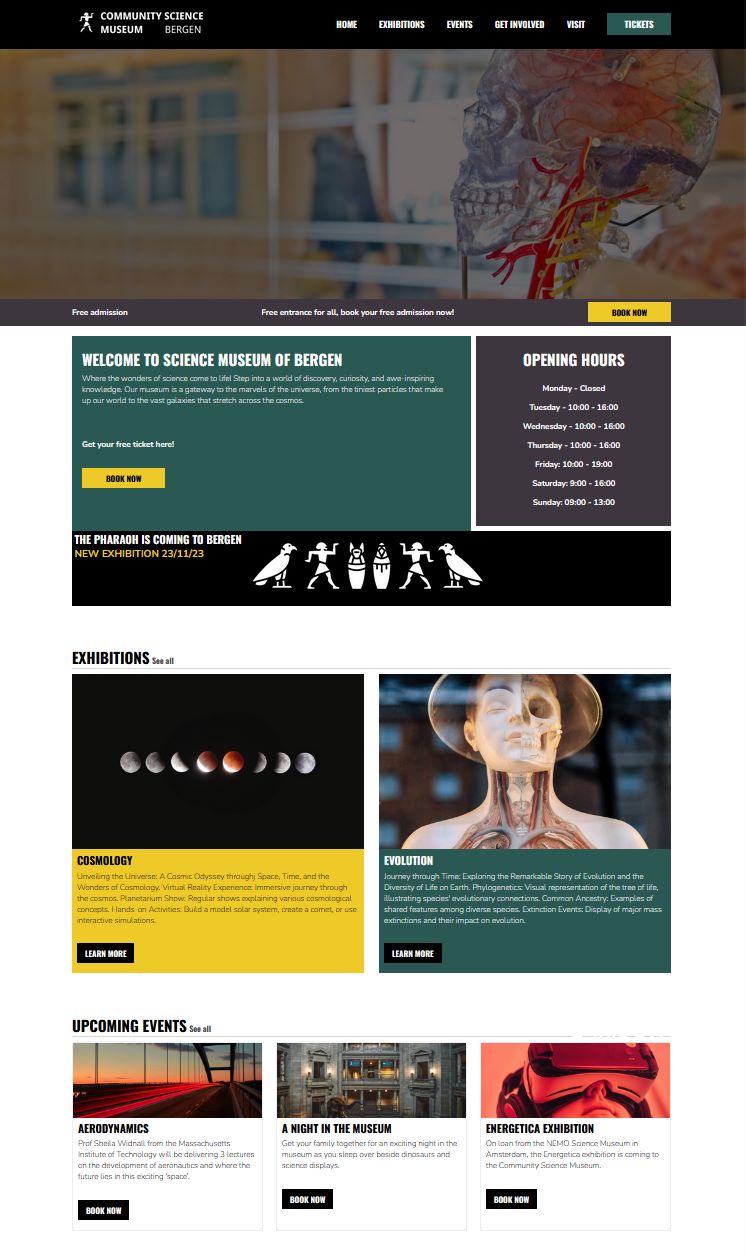 COMMUNITY SCIENCE
MUSEUM BERGEN
HOME EXHIBITIONS EVENTS GET INVOLVED VISIT TICKETS
Free admission Free entrance for all, book your free admission now! BOOK NOW
WELCOME TO SCIENCE MUSEUM OF BERGEN
Where the wonders of science come to life! Step into a world of discovery, curiosity, and awe-inspiring
knowledge. Our museum is a gateway to the marvels of the universe, from the tiniest particles that make
up our world to the vast galaxies that stretch across the cosmos.
Get your free ticket here!
BOOK NOW
OPENING HOURS
Monday - Closed
Tuesday - 10:00 - 16:00
Wednesday - 10:00 - 16:00
Thursday - 10:00 - 16:00
Friday: 10:00 - 19:00
Saturday: 9:00 - 16:00
Sunday: 09:00 - 13:00
THE PHARAOH IS COMING TO BERGEN
NEW EXHIBITION 23/11/23
EXHIBITIONS See all
COSMOLOGY
Unveiling the Universe: A Cosmic Odyssey throughj Space, Time, and the
Wonders of Cosmology. Virtual Reality Experience: Immersive journey through
the cosmos. Planetarium Show: Regular shows explaining various cosmological
concepts. Hands-on Activities: Build a model solar system, create a comet, or use
interactive simulations.
LEARN MORE
EVOLUTION
Journey through Time: Exploring the Remarkable Story of Evolution and the
Diversity of Life on Earth. Phylogenetics: Visual representation of the tree of life,
illustrating species' evolutionary connections. Common Ancestry: Examples of
shared features among diverse species. Extinction Events: Display of major mass
extinctions and their impact on evolution.
LEARN MORE
UPCOMING EVENTS See all
AERODYNAMICS
Prof Sheila Widnall from the Massachusetts
Institute of Technology will be delivering 3 lectures
on the development of aeronautics and where the
future lies in this exciting 'space'.
BOOK NOW
A NIGHT IN THE MUSEUM
Get your family together for an exciting night in the
museum as you sleep over beside dinosaurs and
science displays.
BOOK NOW
ENERGETICA EXHIBITION
On loan from the NEMO Science Museum in
Amsterdam, the Energetica exhibition is coming to
the Community Science Museum.
BOOK NOW